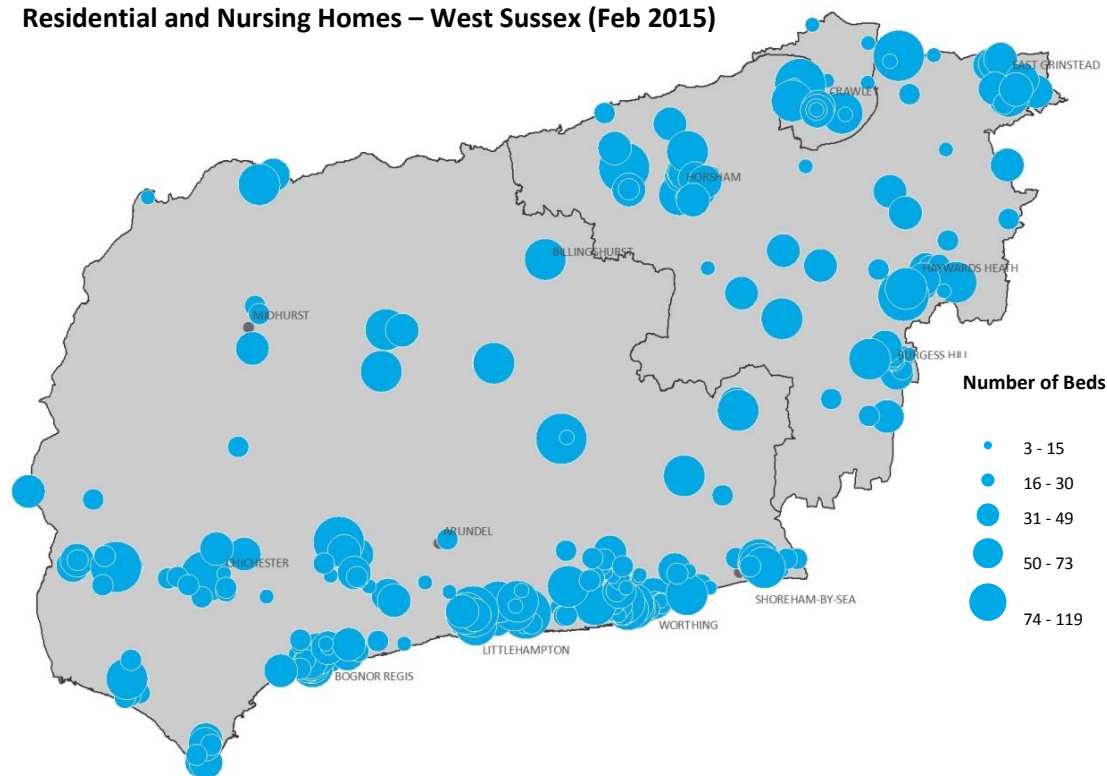 Residential and Nursing Homes – West Sussex (Feb 2015)
EAST GRINSTEAD
CRAWLEY
HORSHAM
BILLINGSHURST
HAYWARDS HEATH
MIDHURST
BURGESS HILL
Number of Beds
3 - 15
16 - 30
31 - 49
50 - 73
74 - 119
ARUNDEL
CHICHESTER
SHOREHAM-BY-SEA
WORTHING
LITTLEHAMPTON
BOGNOR REGIS